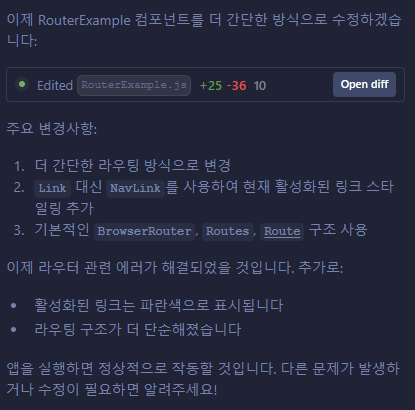 이제 RouterExample 컴포넌트를 더 간단한 방식으로 수정하겠습
니다:
Edited RouterExample.js +25 -36 10 Open diff
주요 변경사항:
1. 더 간단한 라우팅 방식으로 변경
2. Link 대신 NavLink를 사용하여 현재 활성화된 링크 스타
일링 추가
3. 기본적인 BrowserRouter, Routes, Route 구조 사용
이제 라우터 관련 에러가 해결되었을 것입니다. 추가로:
• 활성화된 링크는 파란색으로 표시됩니다
• 라우팅 구조가 더 단순해졌습니다
앱을 실행하면 정상적으로 작동할 것입니다. 다른 문제가 발생하
거나 수정이 필요하면 알려주세요!